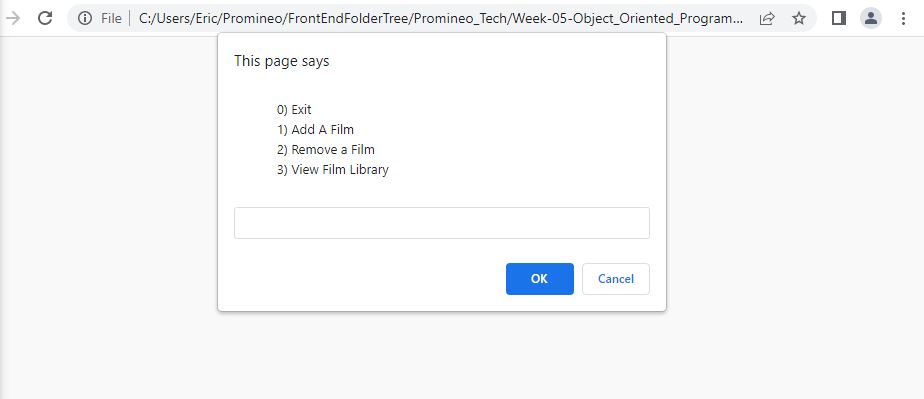 File
C:/Users/Eric/Promineo/FrontEndFolderTree/Promineo_Tech/Week-05-Object_Oriented_Program...
This page says
0) Exit
1) Add A Film
2) Remove a Film
3) View Film Library
OK
Cancel